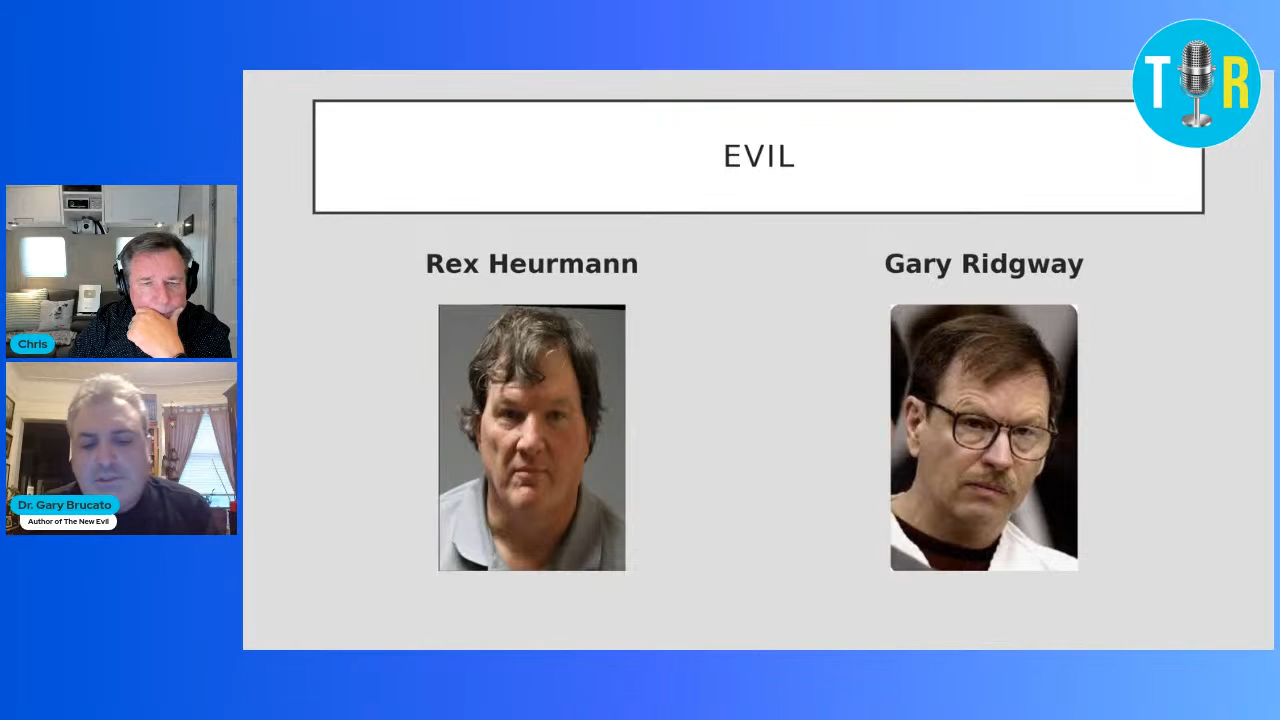 T R
EVIL
Rex Heurmann
Gary Ridgway
Chris
Dr. Gary Brucato
Author of The New Evil